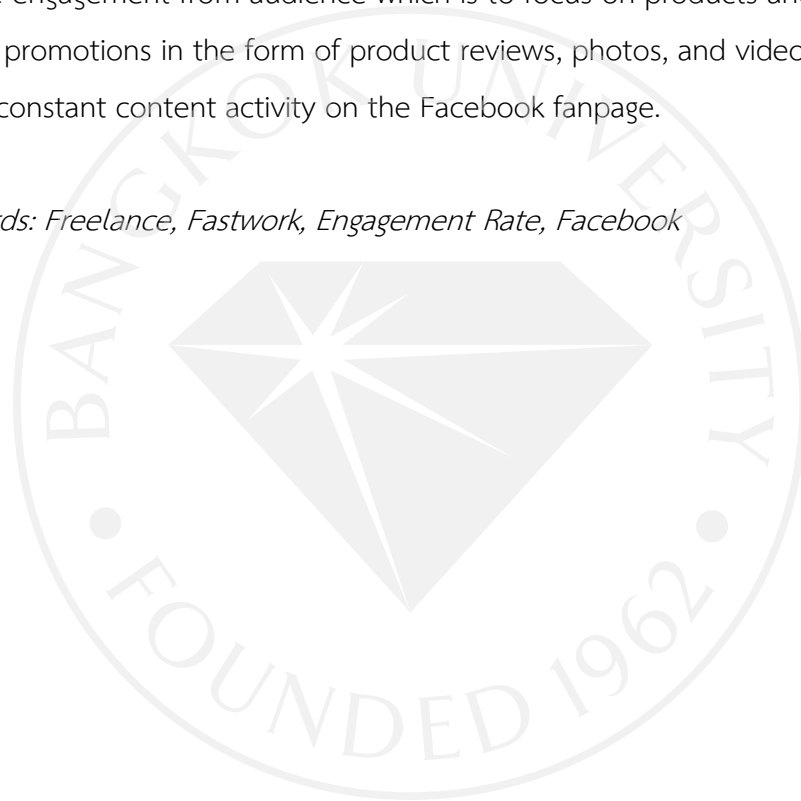 engagement from audience which is to focus on products and
promotions in the form of product reviews, photos, and video
constant content activity on the Facebook fanpage.
rds: Freelance, Fastwork, Engagement Rate, Facebook
BANGKOK UNIVERSITY
FOUNDED 1962